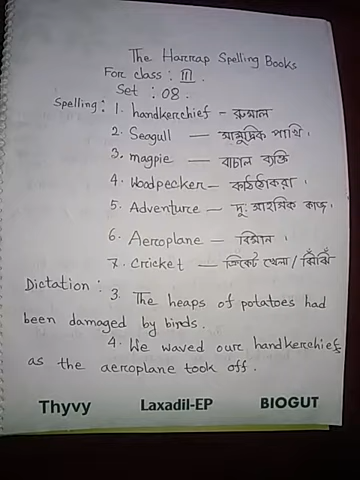 The Harrap Spelling Books
For class : III .
Set : 08.
Spelling : 1. handkerchief - রুমাল
2. Seagull — সামুদ্রিক পাখি ।
3. magpie — বাচাল ব্যক্তি
4. Woodpecker — কাঠঠোকরা ।
5. Adventure — দু: সাহসিক কাজ ।
6. Aeroplane — বিমান ।
7. Cricket — ক্রিকেট খেলা / ঝিঁঝিঁ
Dictation : 3. The heaps of potatoes had
been damaged by birds.
4. We waved our handkerchiefs
as the aeroplane took off.
Thyvy Laxadil-EP BIOGUT